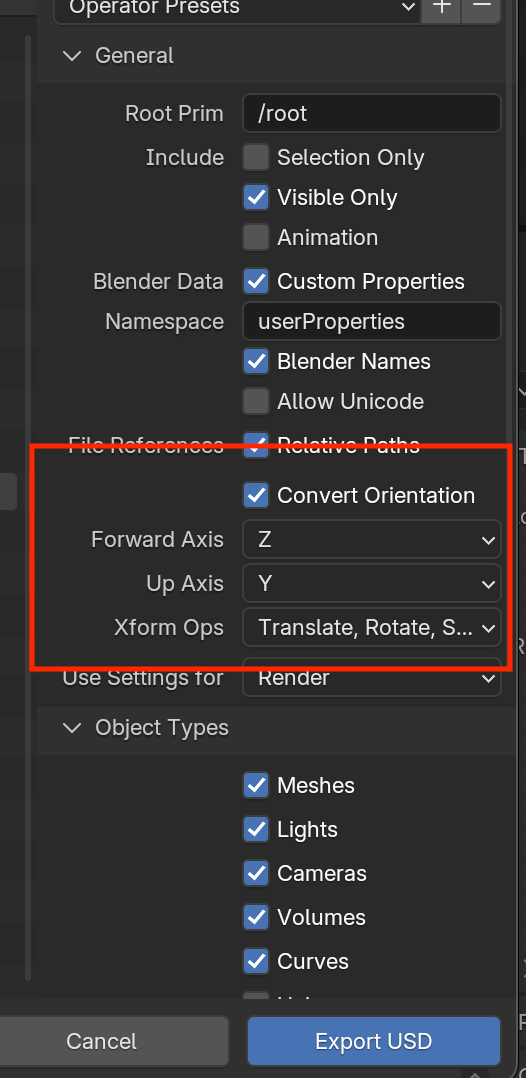 Operator Presets
General
Root Prim /root
Include Selection Only
Visible Only
Animation
Blender Data Custom Properties
Namespace userProperties
Blender Names
Allow Unicode
File References Relative Paths
Convert Orientation
Forward Axis Z
Up Axis Y
Xform Ops Translate, Rotate, S...
Use Settings for Render
Object Types
Meshes
Lights
Cameras
Volumes
Curves
Cancel Export USD